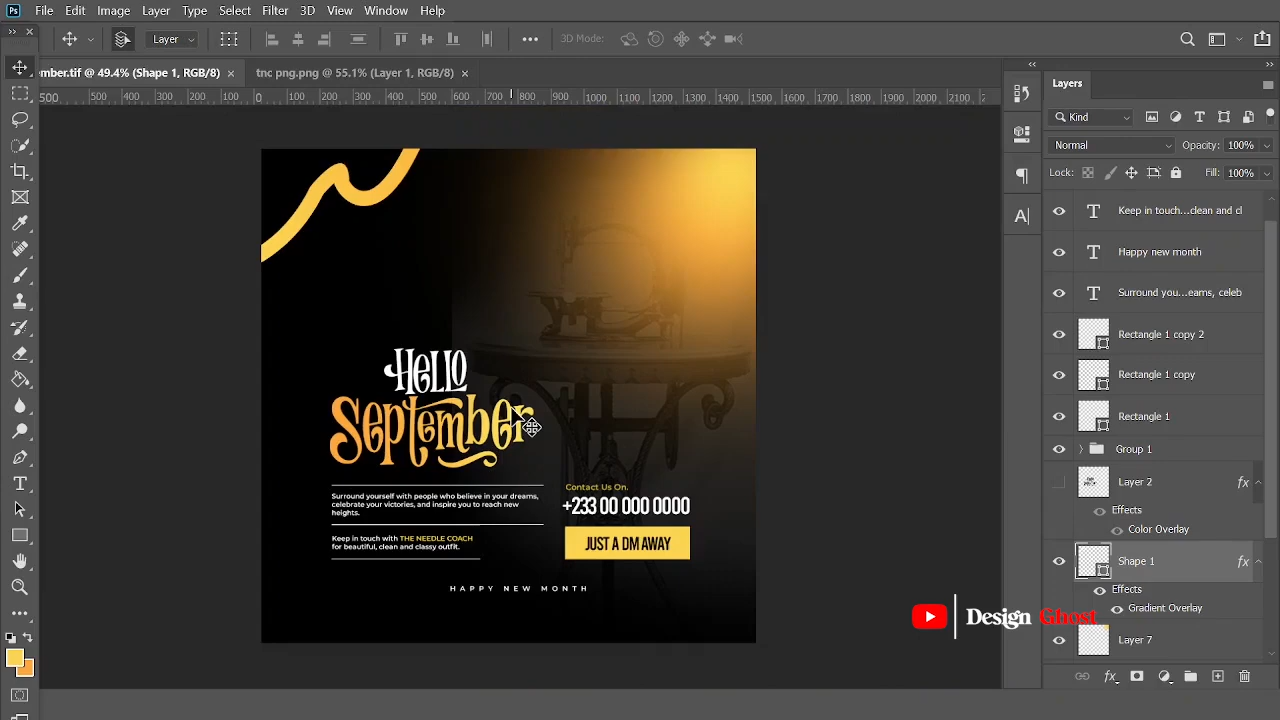 Ps File Edit Image Layer Type Select Filter 3D View Window Help
Layer 3D Mode:
mber.tif @ 49.4% (Shape 1, RGB/8) × tnc png.png @ 55.1% (Layer 1, RGB/8) ×
500 500 400 300 200 100 0 100 200 300 400 500 600 700 800 900 1000 1100 1200 1300 1400 1500 1600 1700 1800 1900 2000 2100
Layers
Kind
Normal Opacity: 100%
Lock: Fill: 100%
Keep in touch...clean and cl
Happy new month
Surround you...eams, celeb
Rectangle 1 copy 2
Rectangle 1 copy
Rectangle 1
Group 1
Layer 2 fx
Effects
Color Overlay
Shape 1 fx
Effects
Gradient Overlay
Layer 7
HELLO
September
Surround yourself with people who believe in your dreams,
celebrate your victories, and inspire you to reach new
heights.
Keep in touch with THE NEEDLE COACH
for beautiful, clean and classy outfit.
Contact Us On.
+233 00 000 0000
JUST A DM AWAY
HAPPY NEW MONTH
Design Ghost